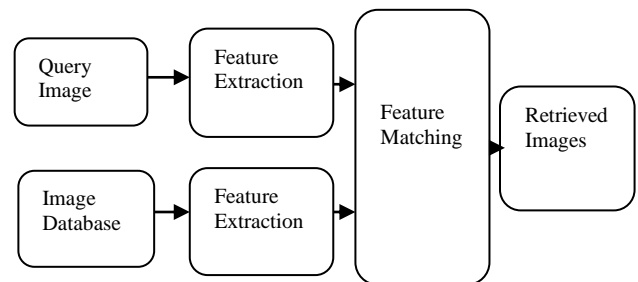 Query
Image
Feature
Extraction
Feature
Matching
Retrieved
Images
Image
Database
Feature
Extraction